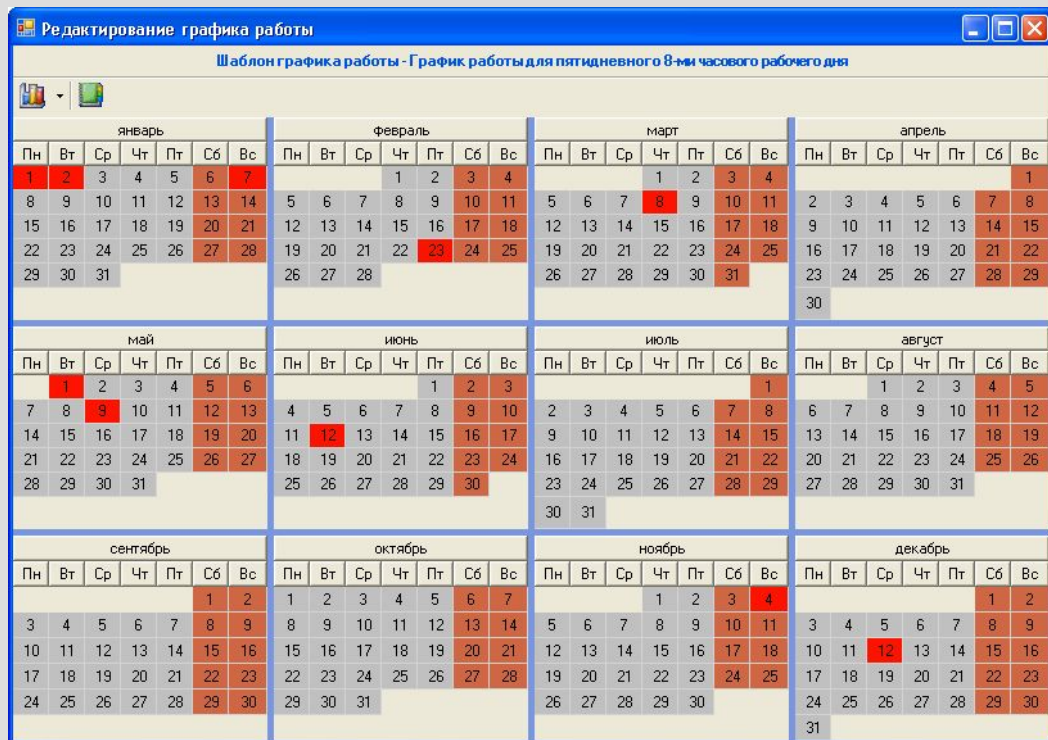 Редактирование графика работы
Шаблон графика работы - График работы для пятидневного 8-ми часового рабочего дня
январь февраль март апрель
Пн Вт Ср Чт Пт Сб Вс Пн Вт Ср Чт Пт Сб Вс Пн Вт Ср Чт Пт Сб Вс Пн Вт Ср Чт Пт Сб Вс
1 2 3 4 5 6 7 1 2 3 4 1 2 3 4 1
8 9 10 11 12 13 14 5 6 7 8 9 10 11 5 6 7 8 9 10 11 2 3 4 5 6 7 8
15 16 17 18 19 20 21 12 13 14 15 16 17 18 12 13 14 15 16 17 18 9 10 11 12 13 14 15
22 23 24 25 26 27 28 19 20 21 22 23 24 25 19 20 21 22 23 24 25 16 17 18 19 20 21 22
29 30 31 26 27 28 26 27 28 29 30 31 23 24 25 26 27 28 29
30
май июнь июль август
Пн Вт Ср Чт Пт Сб Вс Пн Вт Ср Чт Пт Сб Вс Пн Вт Ср Чт Пт Сб Вс Пн Вт Ср Чт Пт Сб Вс
1 2 3 4 5 6 1 2 3 1 1 2 3 4 5
7 8 9 10 11 12 13 4 5 6 7 8 9 10 2 3 4 5 6 7 8 6 7 8 9 10 11 12
14 15 16 17 18 19 20 11 12 13 14 15 16 17 9 10 11 12 13 14 15 13 14 15 16 17 18 19
21 22 23 24 25 26 27 18 19 20 21 22 23 24 16 17 18 19 20 21 22 20 21 22 23 24 25 26
28 29 30 31 25 26 27 28 29 30 23 24 25 26 27 28 29 27 28 29 30 31
30 31
сентябрь октябрь ноябрь декабрь
Пн Вт Ср Чт Пт Сб Вс Пн Вт Ср Чт Пт Сб Вс Пн Вт Ср Чт Пт Сб Вс Пн Вт Ср Чт Пт Сб Вс
1 2 1 2 3 4 5 6 7 1 2 3 4 1 2
3 4 5 6 7 8 9 8 9 10 11 12 13 14 5 6 7 8 9 10 11 3 4 5 6 7 8 9
10 11 12 13 14 15 16 15 16 17 18 19 20 21 12 13 14 15 16 17 18 10 11 12 13 14 15 16
17 18 19 20 21 22 23 22 23 24 25 26 27 28 19 20 21 22 23 24 25 17 18 19 20 21 22 23
24 25 26 27 28 29 30 29 30 31 26 27 28 29 30 24 25 26 27 28 29 30
31